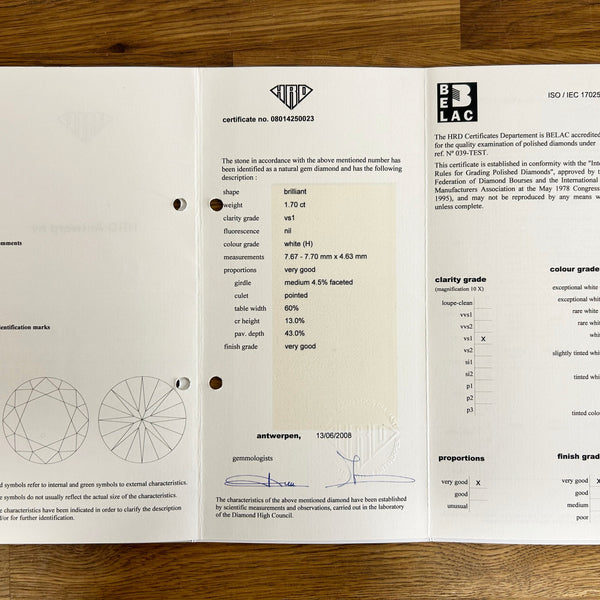 HRD
certificate no. 08014250023
The stone in accordance with the above mentioned number has
been identified as a natural gem diamond and has the following
description :
shape brilliant
weight 1.70 ct
clarity grade vs1
fluorescence nil
colour grade white (H)
measurements 7.67 - 7.70 mm x 4.63 mm
proportions very good
girdle medium 4.5% faceted
culet pointed
table width 60%
cr height 13.0%
pav. depth 43.0%
finish grade very good
antwerpen, 13/06/2008
gemmologists
The characteristics of the above mentioned diamond have been established
by scientific measurements and observations, carried out in the laboratory
of the Diamond High Council.
omments
dentification marks
d symbols refer to internal and green symbols to external characteristics.
e symbols do not usually reflect the actual size of the characteristics.
characteristics have been indicated in order to clarify the description
d/or for further identification.
BELAC
ISO / IEC 17025
The HRD Certificates Departement is BELAC accredited
for the quality examination of polished diamonds under
ref. N° 039-TEST.
This certificate is established in conformity with the "Inte
Rules for Grading Polished Diamonds", approved by t
Federation of Diamond Bourses and the International
Manufacturers Association at the May 1978 Congress
1995), and may not be reproduced by any means w
unless complete.
clarity grade
(magnification 10 X)
loupe-clean
vvs1
vvs2
vs1 X
vs2
si1
si2
p1
p2
p3
colour grade
exceptional white
exceptional whi
rare white
rare whi
white
whit
slightly tinted whi
tinted whi
tinted colou
proportions
very good X
good
unusual
finish grade
very good X
good
medium
poor